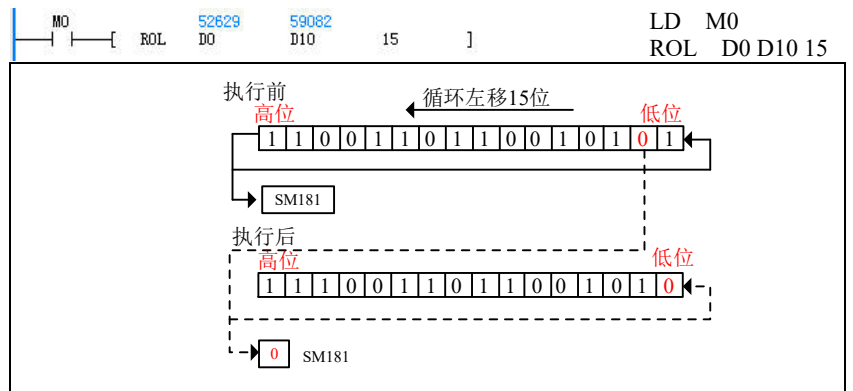 M0 52629 59082 LD M0
[ ROL D0 D10 15 ] ROL D0 D10 15
执行前 循环左移15位
高位 低位
1 1 0 0 1 1 0 1 1 0 0 1 0 1 0 1
SM181
执行后
高位 低位
1 1 1 0 0 1 1 0 1 1 0 0 1 0 1 0
0 SM181